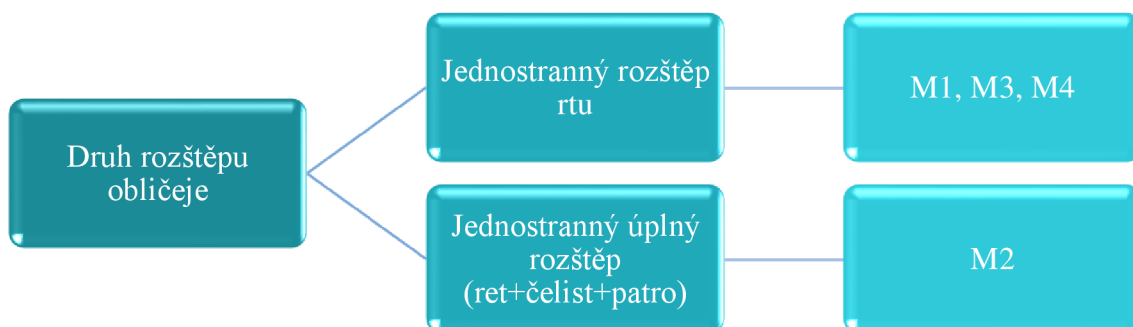 Druh rozštěpu
obličeje
Jednostranný rozštěp
rtu
M1, M3, M4
Jednostranný úplný
rozštěp
(ret+čelist+patro)
M2